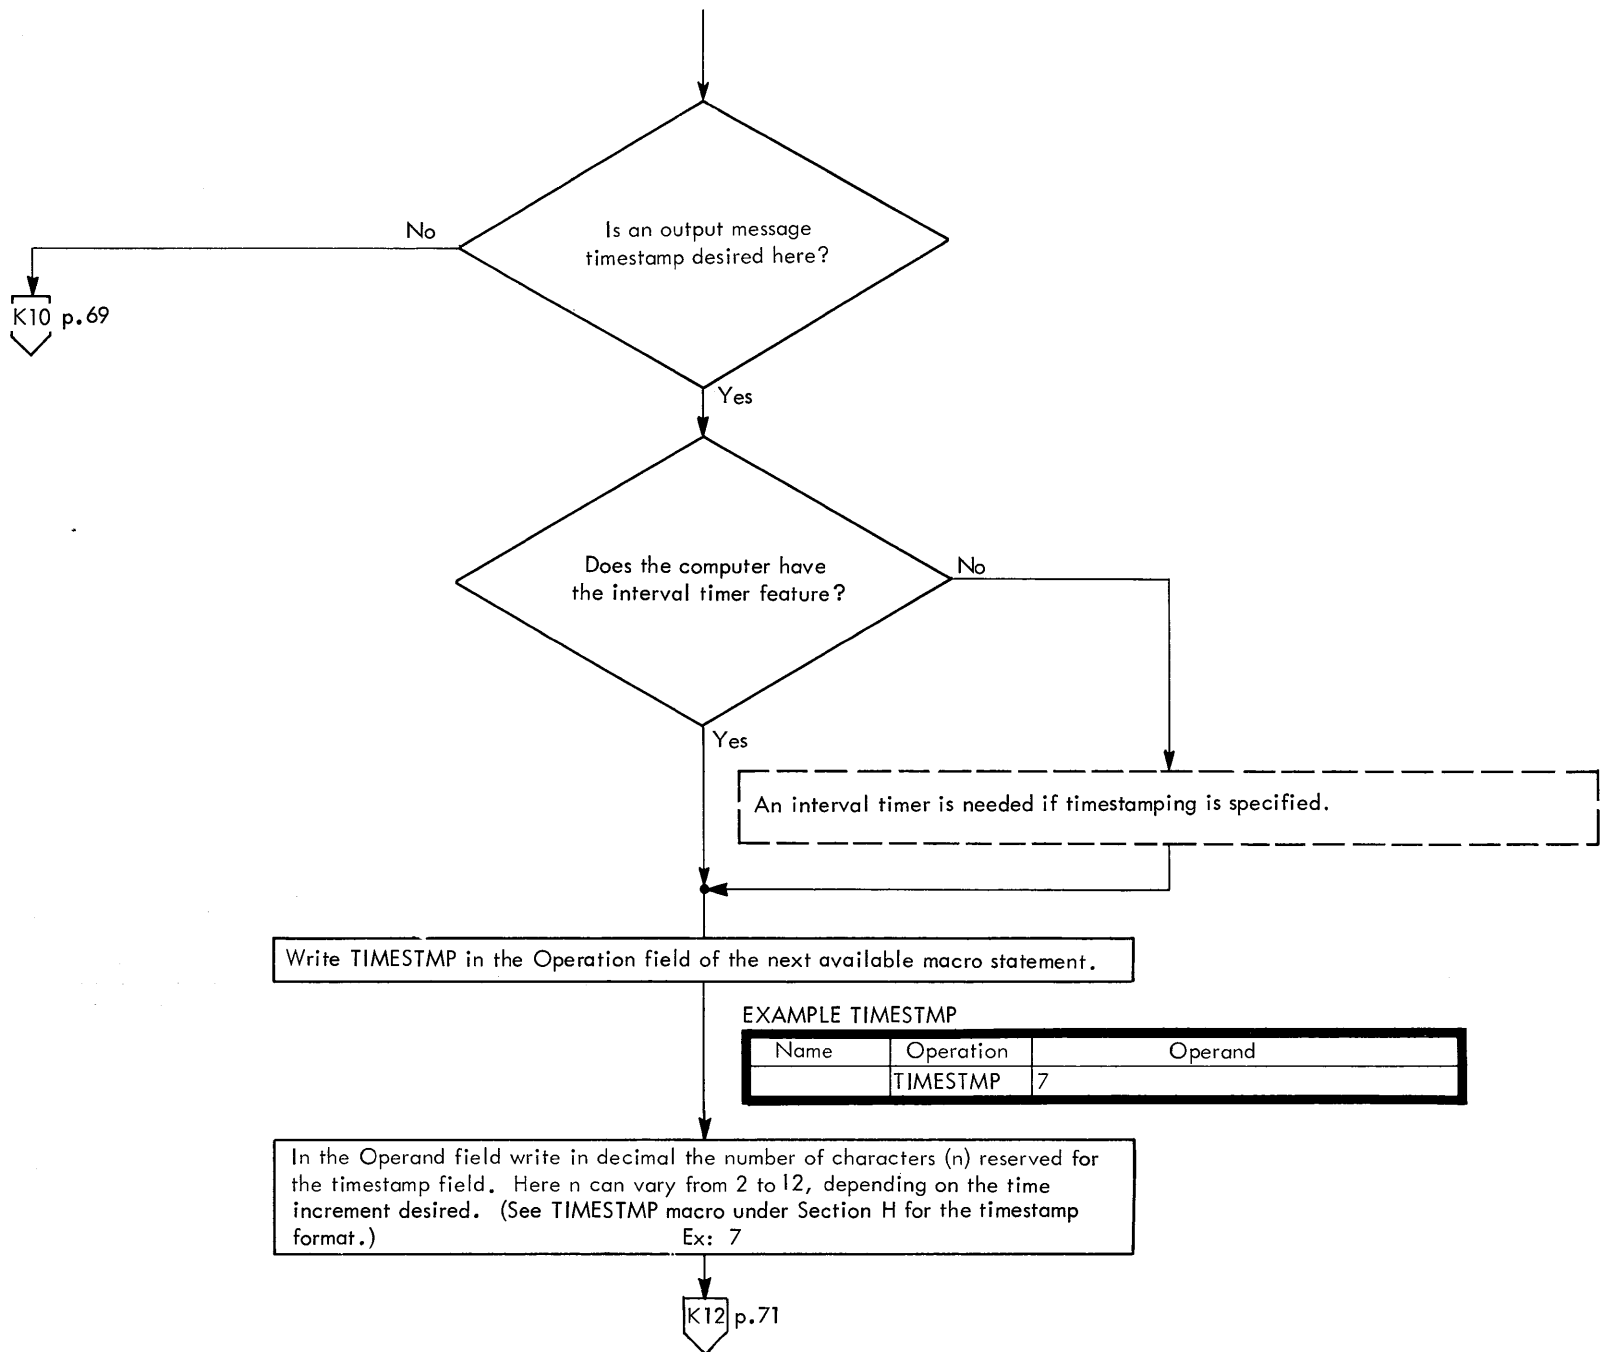 Is an output message
timestamp desired here?
No
K10 p.69
Yes
Does the computer have
the interval timer feature?
No
Yes
An interval timer is needed if timestamping is specified.
Write TIMESTMP in the Operation field of the next available macro statement.
EXAMPLE TIMESTMP
Name Operation Operand
TIMESTMP 7
In the Operand field write in decimal the number of characters (n) reserved for
the timestamp field. Here n can vary from 2 to 12, depending on the time
increment desired. (See TIMESTMP macro under Section H for the timestamp
format.) Ex: 7
K12 p.71